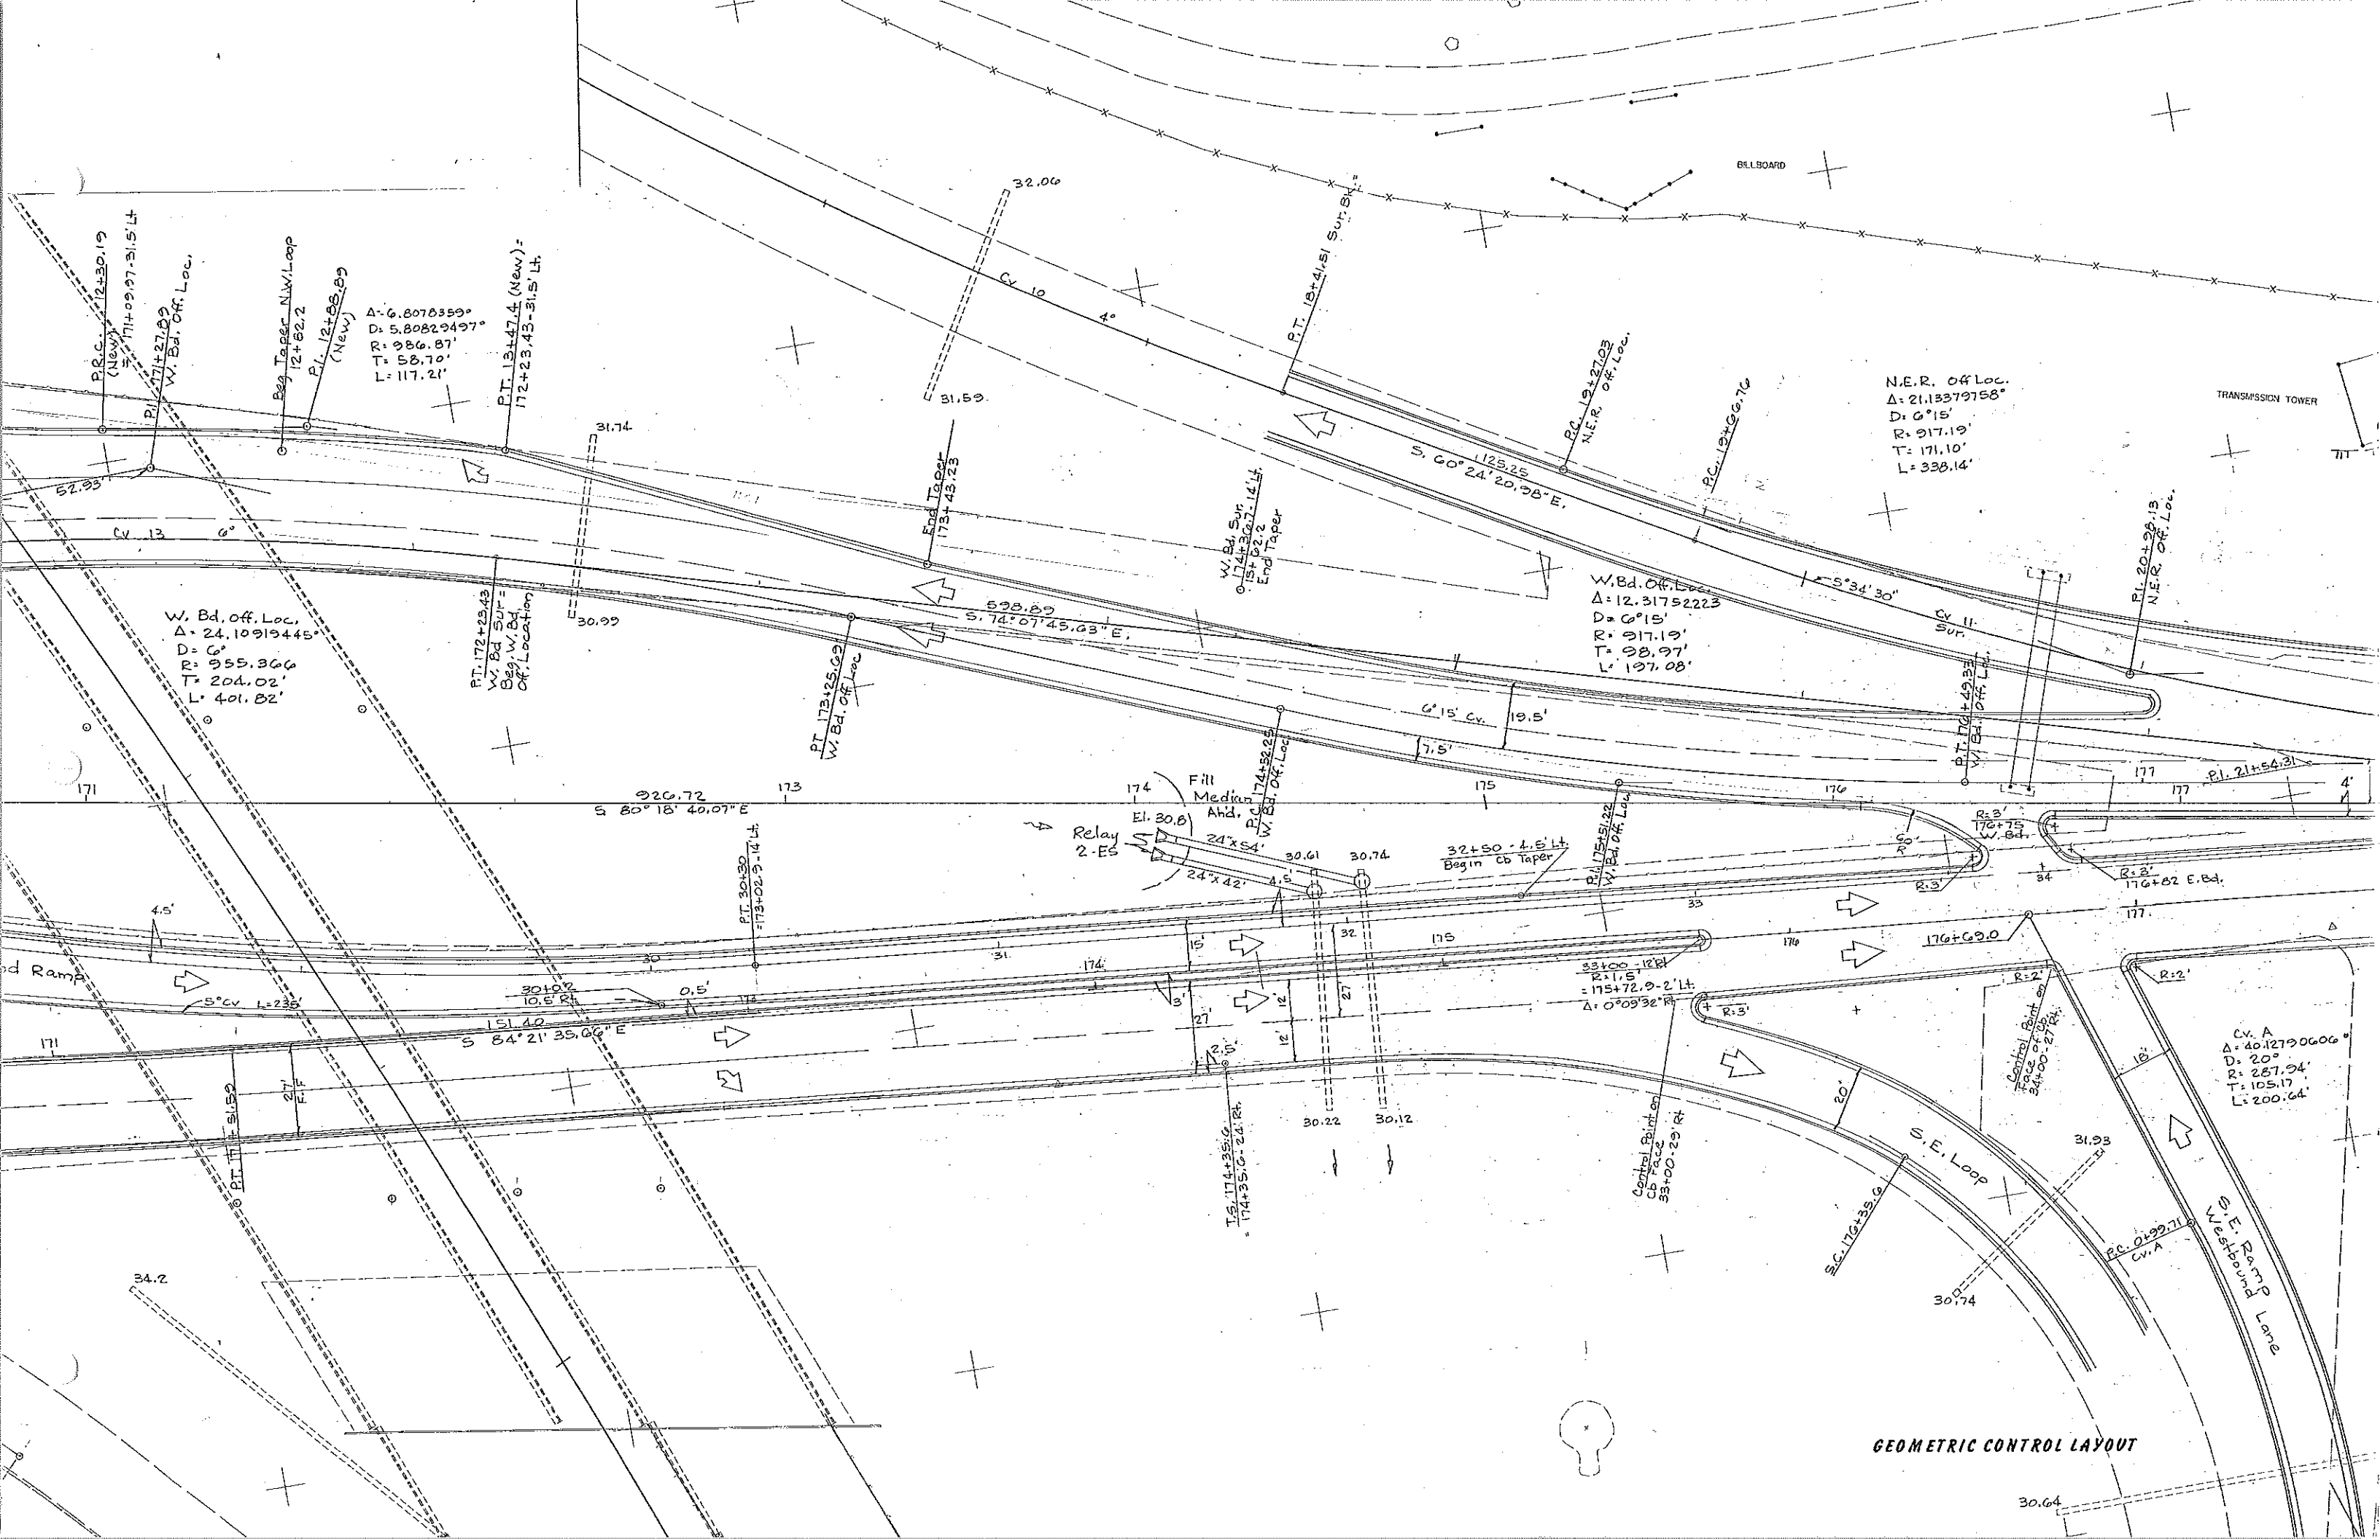 BILLBOARD
TRANSMISSION TOWER
32.06
31.59
P.R.C. 12+30.19
(New)
= 171+09.97-31.5' Lt
P.I. 171+27.89
W. Bd. Off. Loc.
Beg. Taper N.W. Loop
12+82.2
P.I. 12+88.89
(New)
Δ=6.8078359°
D= 5.80829497°
R= 986.87'
T= 58.70'
L= 117.21'
P.T. 13+47.4 (New) =
172+23.43-31.5' Lt.
31.74
30.99
Cv 10
4°
P.T. 18+41.51 Sur. Bk.=
P.C. 19+27.03
N.E.R. Off. Loc.
P.C. 19+66.76
N.E.R. Off Loc.
Δ= 21.13379758°
D= 6°15'
R= 917.19'
T= 171.10'
L= 338.14'
125.25
S. 60° 24' 20.98" E.
P.I. 20+98.13
N.E.R. Off. Loc.
5°34'30"
Cv 11
Sur.
52.93'
Cv 13 6°
End Taper
173+43.23
W. Bd. Sur.
174+36.7-14' Lt.
15+62.2
End Taper
598.89
S. 74° 07' 45.63" E.
W. Bd. Off. Loc.
Δ= 24.10919445°
D= 6°
R= 955.366
T= 204.02'
L= 401.82'
P.T. 172+23.43
W. Bd Sur =
Beg. W. Bd.
Off. Location
P.T. 173+25.69
W. Bd. Off Loc
W. Bd. Off. Loc.
Δ= 12.31752223
D= 6°15'
R= 917.19'
T= 98.97'
L= 197.08'
6°15' Cv.
19.5'
7.5'
P.C. 174+52.25
W. Bd. Off. Loc.
P.T. 176+49.33
W. Bd. Off. Loc.
P.I. 175+51.22
W. Bd. Off. Loc.
P.I. 21+54.31
4'
171
926.72
S 80° 18' 40.07" E
173
174
175
176
177
177
Fill
Median
Ahd.
El. 30.8
Relay
2-ES
24"x54'
24"x42'
30.61
30.74
4.5'
32+50 - 4.5' Lt.
Begin Cb Taper
R=3'
176+75
W. Bd.
R=3'
R=3'
176+82 E.Bd.
34
4.5'
P.T. 30+30
=173+02.9-14' Lt.
30
31
32
33
15'
174
175
176
177
176+69.0
d Ramp
5° Cv L=235'
30+02
10.5' Rt.
0.5'
173
151.40
S 84° 21' 35.66" E
171
P.T. 171+51.59
27'
F.F
3'
27'
12'
12'
27
2.5'
33+00 -12' Rt
R=1.5'
= 175+72.9-2' Lt.
Δ= 0°09'32" Rt
R=3'
R=2'
R=2'
Control Point on
Face of Cb.
34+00-27' Rt.
Cv. A
Δ= 40.12790606°
D= 20°
R= 287.94'
T= 105.17
L= 200.64'
18'
20'
30.22
30.12
T.S. 174+35.6
= 174+35.6-24' Rt.
Control Point on
Cb Face
33+00-29' Rt
S.C. 176+35.6
S.E. Loop
31.93
30.74
P.C. 0+99.71
Cv. A
S.E. Ramp
Westbound Lane
34.2
GEOMETRIC CONTROL LAYOUT
30.64